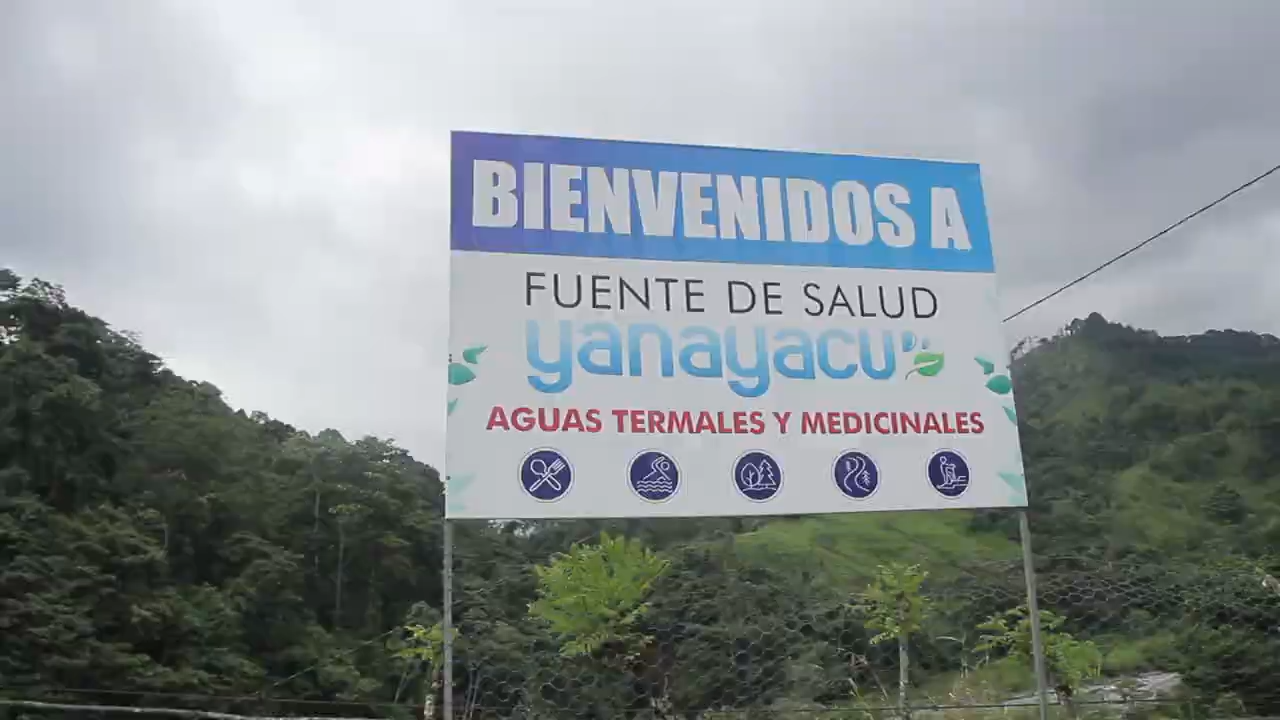 BIENVENIDOS A
FUENTE DE SALUD
yanayacu
AGUAS TERMALES Y MEDICINALES